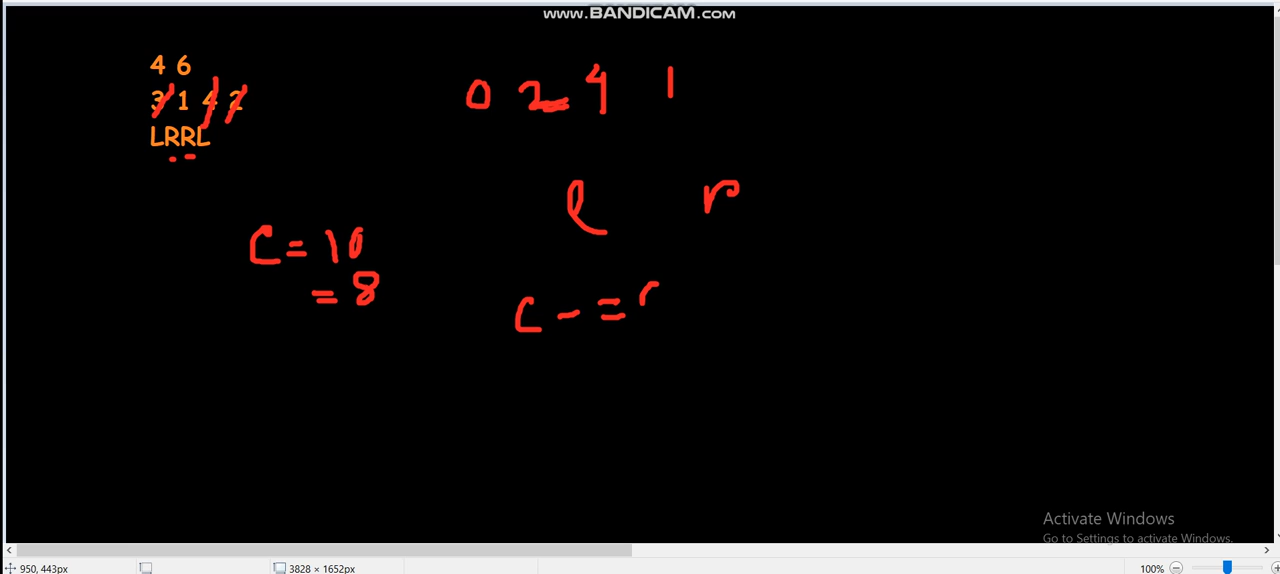 www.BANDICAM.com
4 6
3 1 4 2
LRRL
0 2 4 1
l r
C = 10
= 8
C - = r
Activate Windows
Go to Settings to activate Windows.
950, 443px
3828 × 1652px
100%